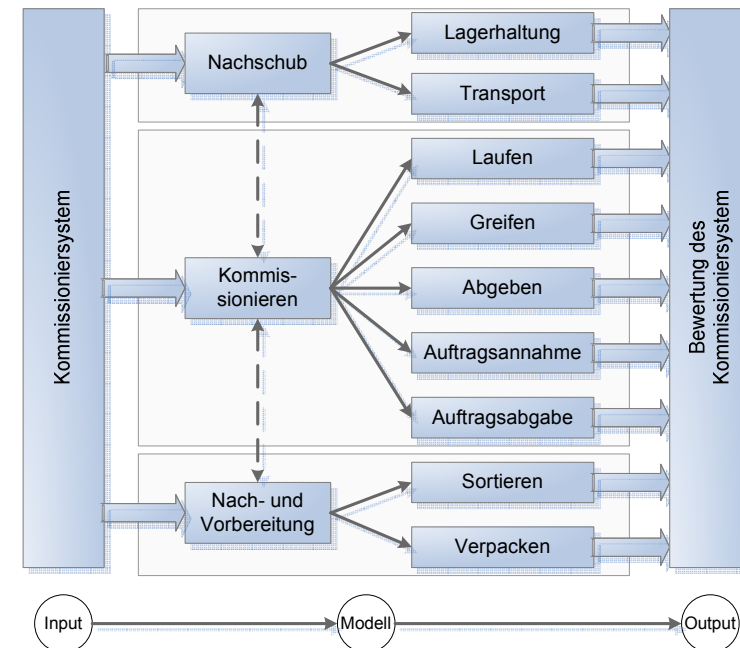 Kommissioniersystem
Nachschub
Lagerhaltung
Transport
Kommis-
sionieren
Laufen
Greifen
Abgeben
Auftragsannahme
Auftragsabgabe
Nach- und
Vorbereitung
Sortieren
Verpacken
Bewertung des
Kommissioniersystem
Input
Modell
Output